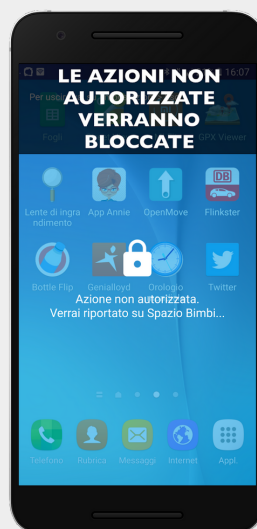 16:07
LE AZIONI NON
AUTORIZZATE
VERRANNO
BLOCCATE
Per uscir
Fogli
GPX Viewer
DB
Lente di ingra
ndimento
App Annie
OpenMove
Flinkster
Bottle Flip
Genialloyd
Orologio
Twitter
Azione non autorizzata.
Verrai riportato su Spazio Bimbi...
Telefono
Rubrica
Messaggi
Internet
Appl.